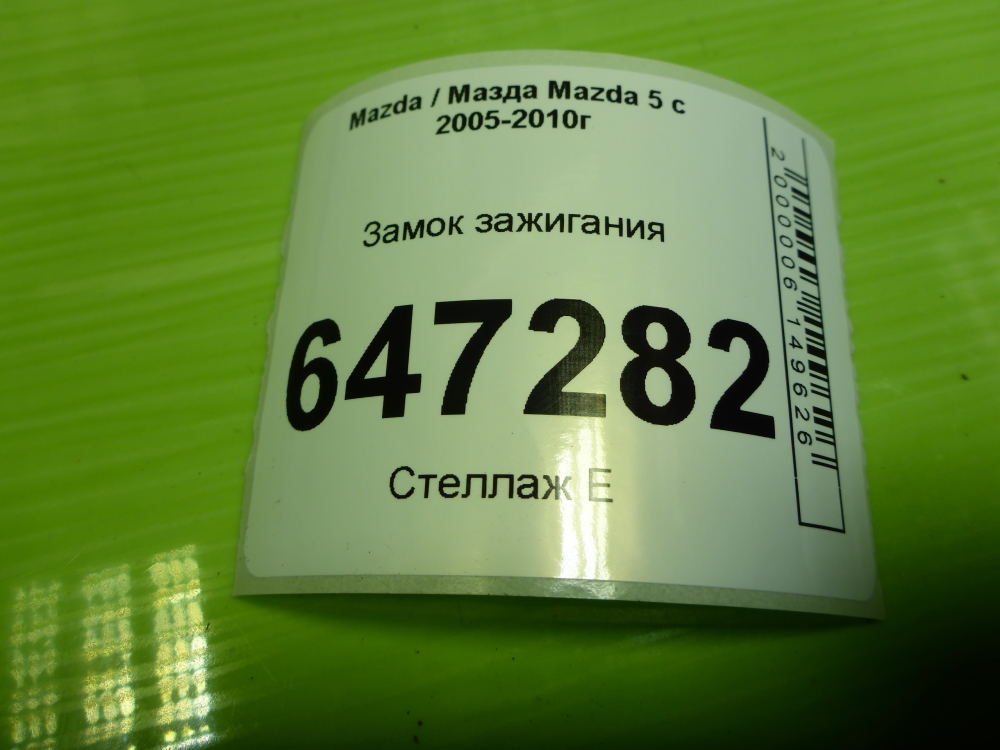 Mazda / Мазда Mazda 5 с
2005-2010г
Замок зажигания
647282
Стеллаж E
2000006149626